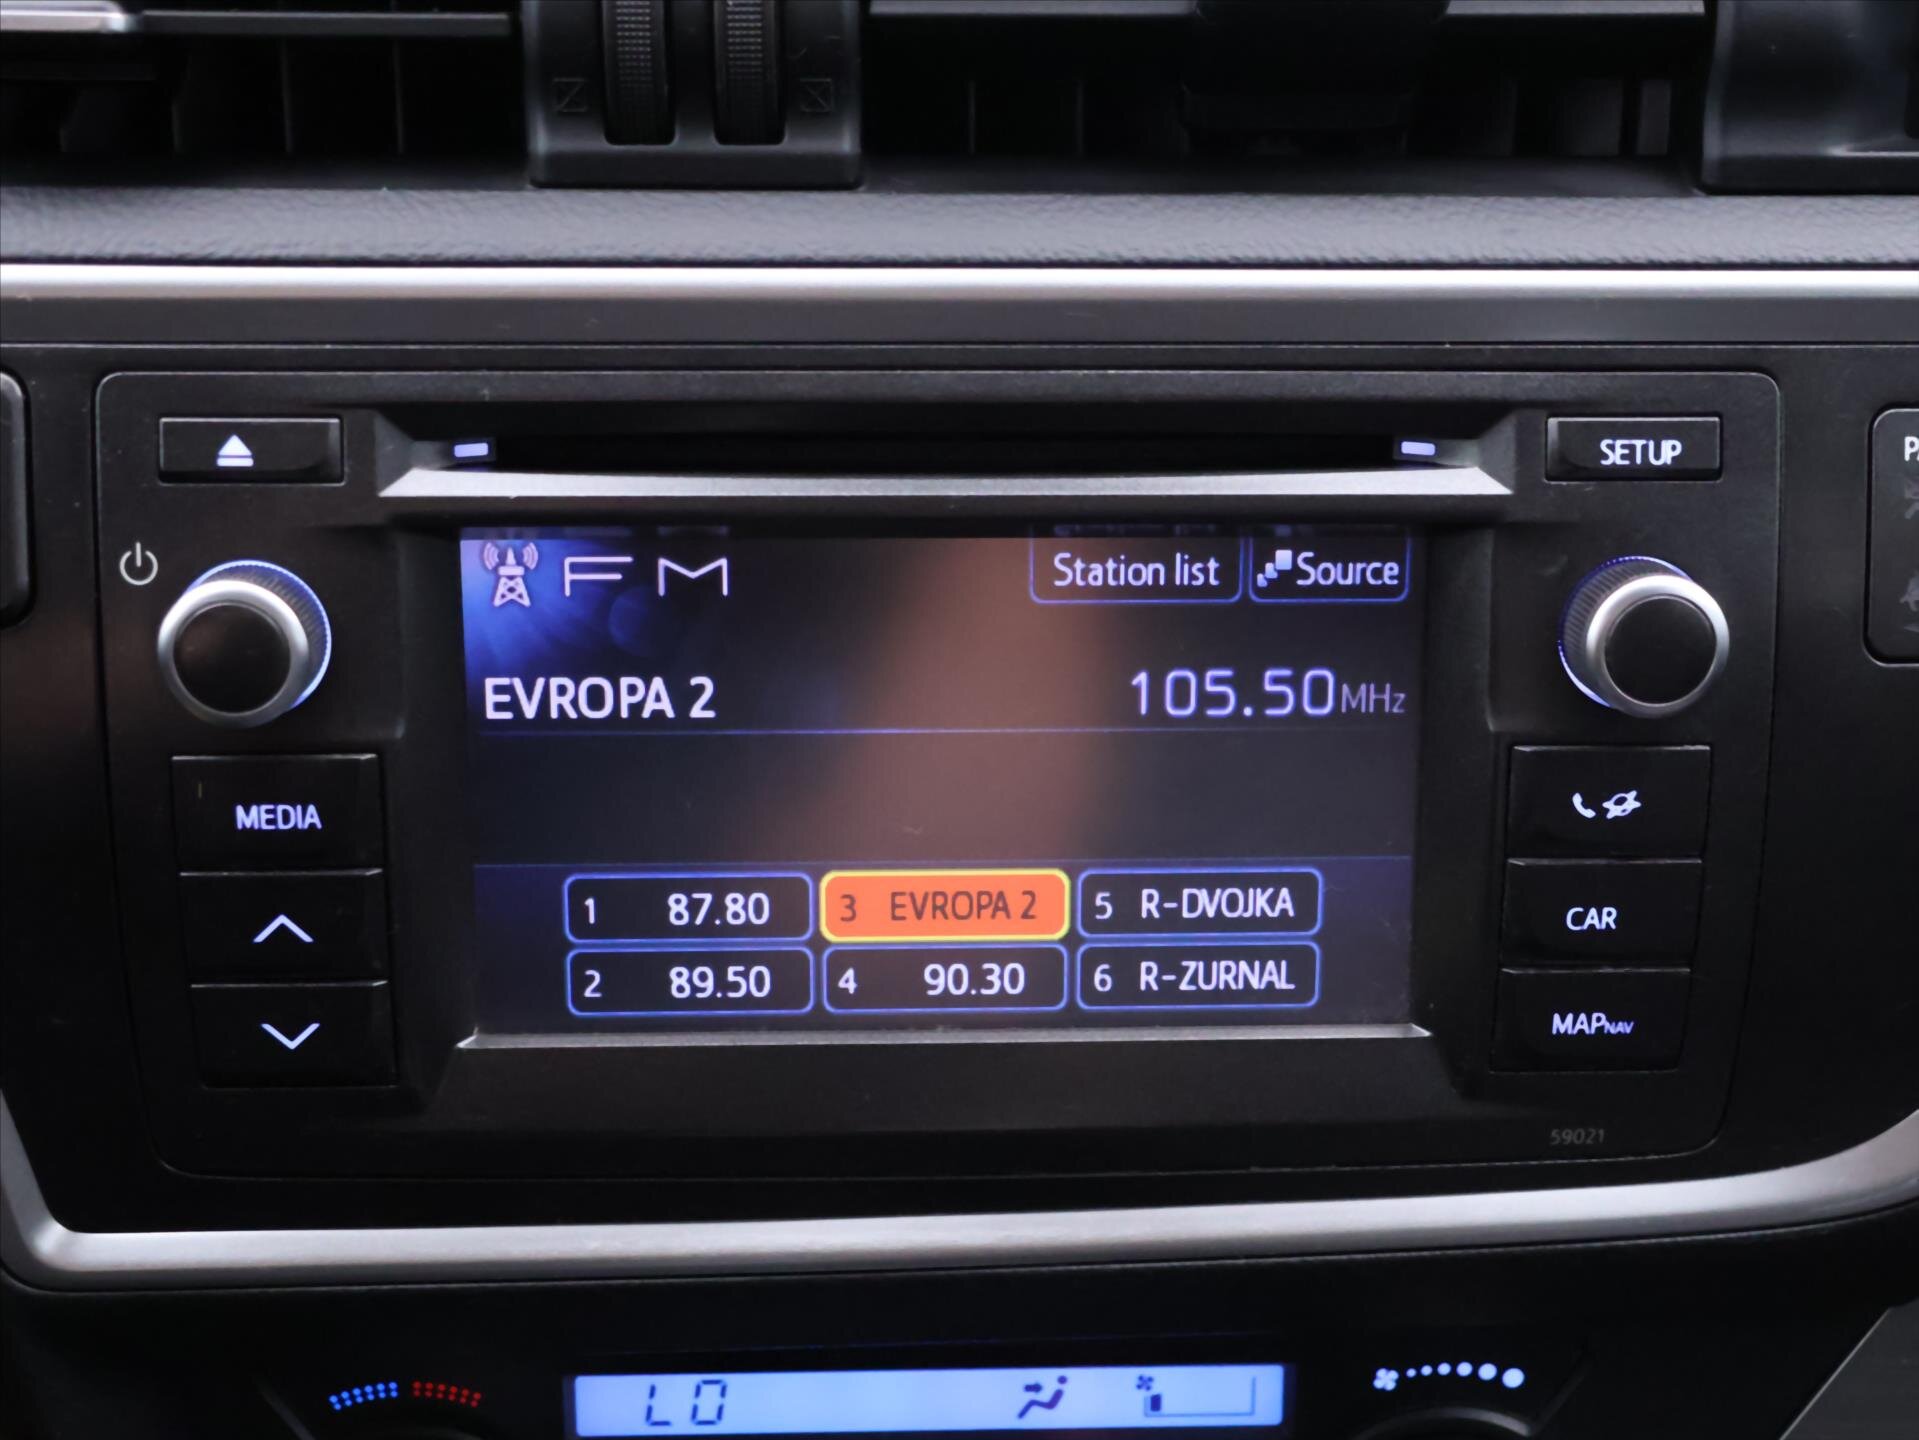 SETUP
FM
Station list
Source
EVROPA 2
105.50MHz
MEDIA
CAR
MAPNAV
1 87.80
3 EVROPA 2
5 R-DVOJKA
2 89.50
4 90.30
6 R-ZURNAL
59021
LO